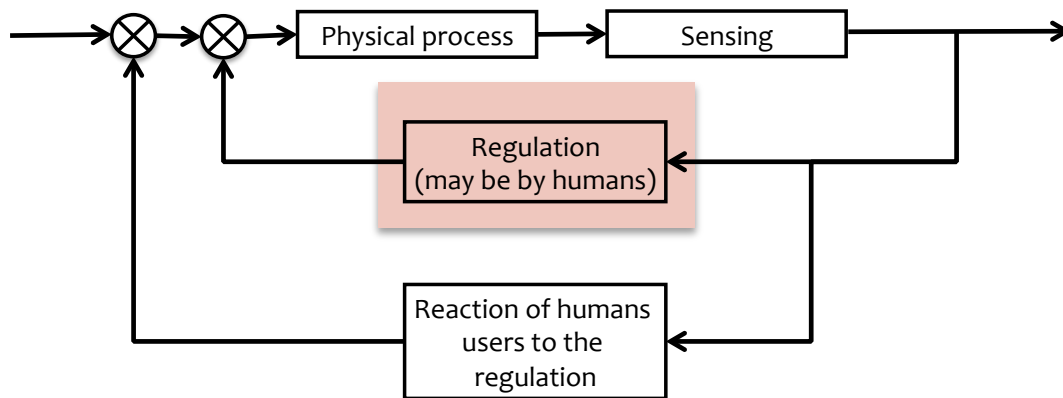 Physical process
Sensing
Regulation
(may be by humans)
Reaction of humans
users to the
regulation